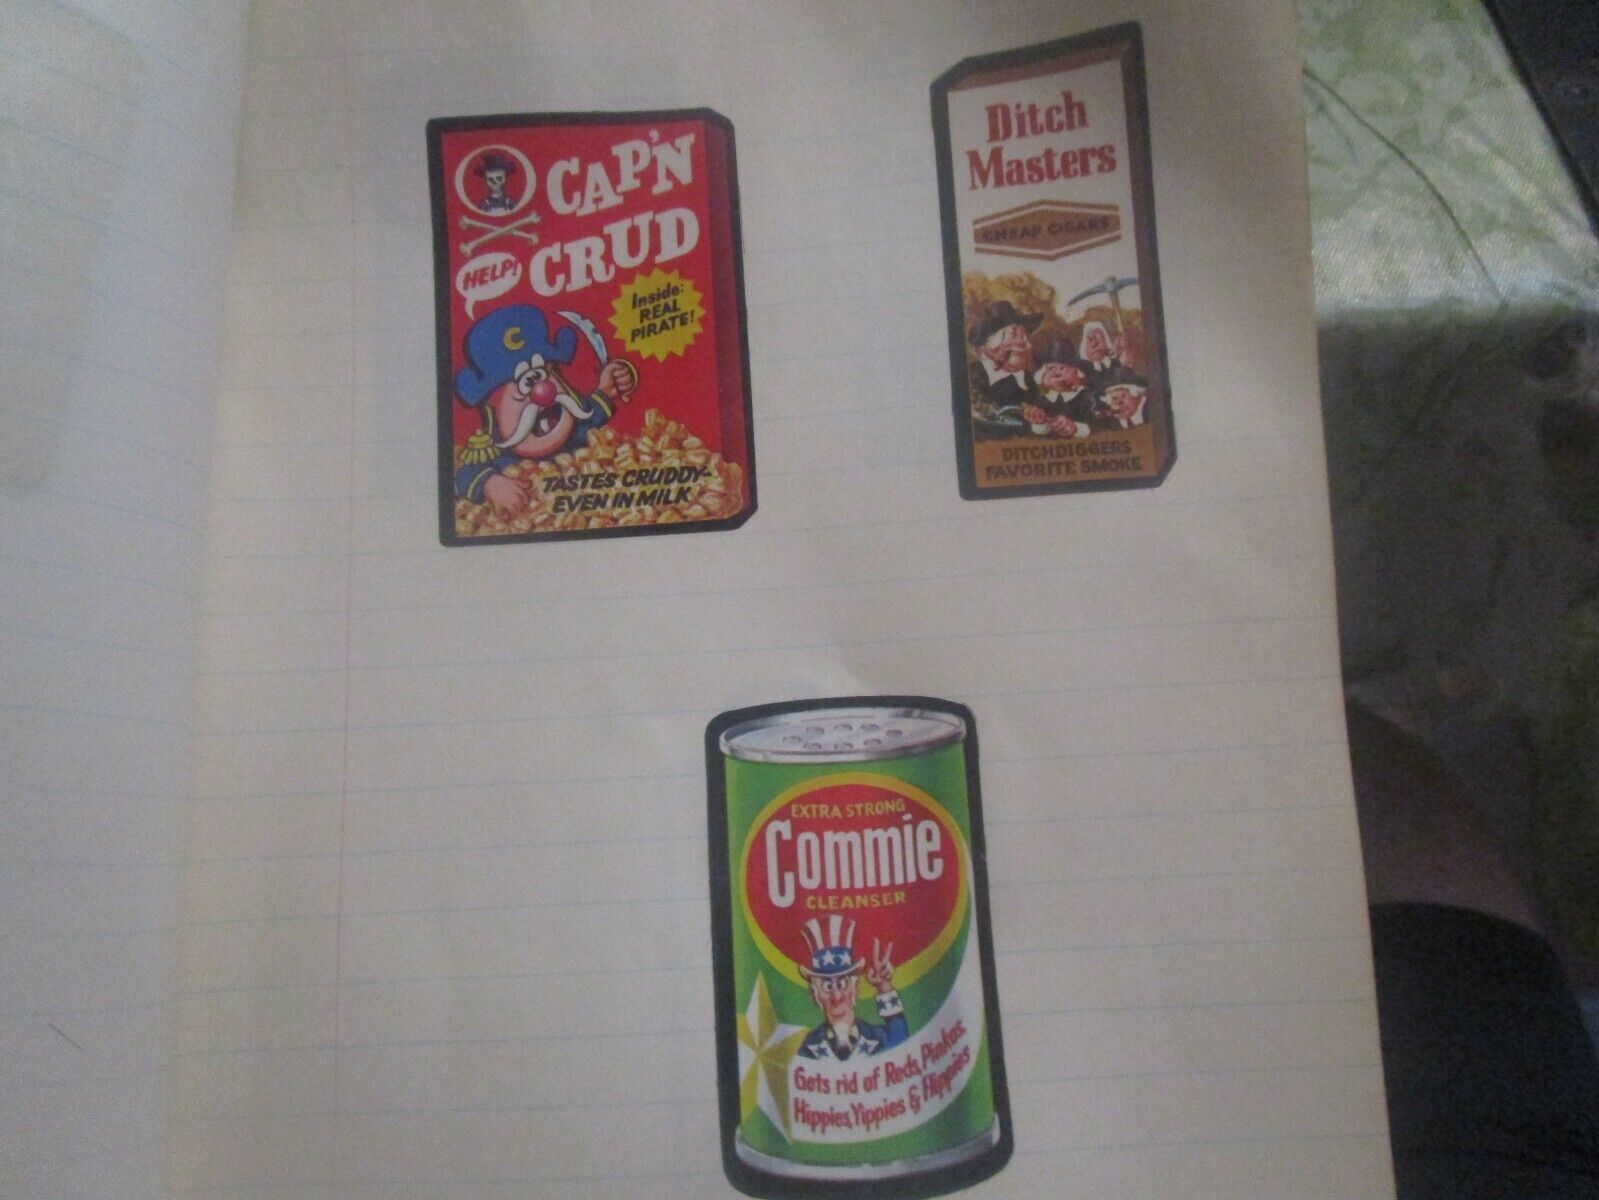 CAP'N
CRUD
HELP!
Inside:
REAL
PIRATE!
C
TASTES CRUDDY-
EVEN IN MILK
Ditch
Masters
CHEAP CIGARS
DITCHDIGGERS
FAVORITE SMOKE
EXTRA STRONG
Commie
CLEANSER
Gets rid of Reds, Pinkos,
Hippies, Yippies & Flippies